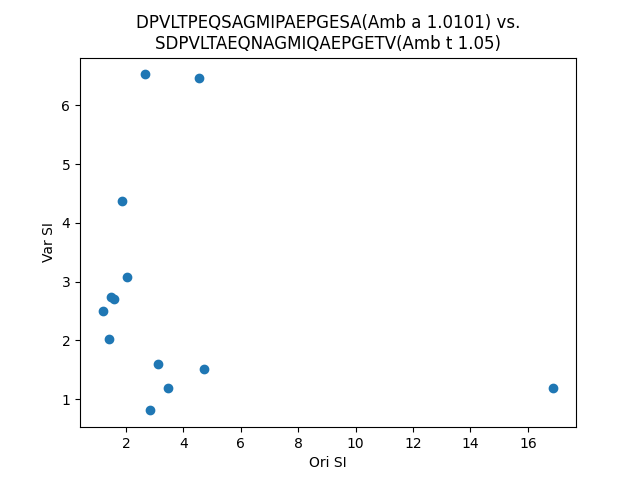 DPVLTPEQSAGMIPAEPGESA(Amb a 1.0101) vs.
SDPVLTAEQNAGMIQAEPGETV(Amb t 1.05)
6
5
4
3
2
1
Var SI
2 4 6 8 10 12 14 16
Ori SI